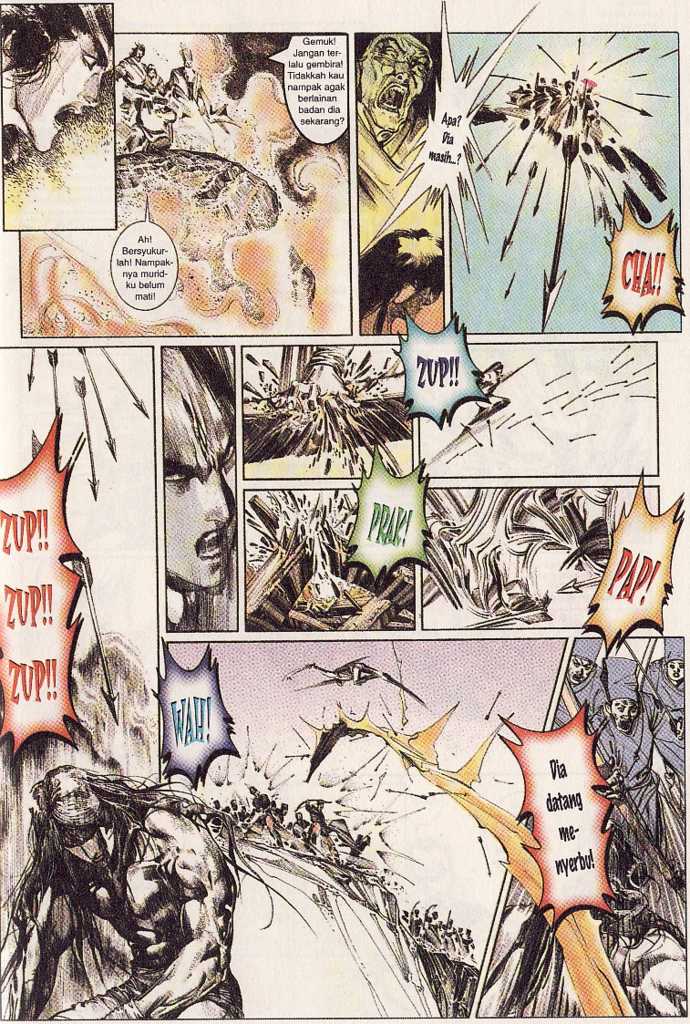 Gemuk!
Jangan ter-
lalu gembira!
Tidakkah kau
nampak agak
berlainan
badan dia
sekarang?
Ah!
Bersyukur-
lah! Nampak-
nya murid-
ku belum
mati!
Apa?
Dia
masih...?
CHA!!
ZUP!!
ZUP!!
ZUP!!
ZUP!!
PRAK!
PAP!
WAH!
Dia
datang
me-
nyerbu!